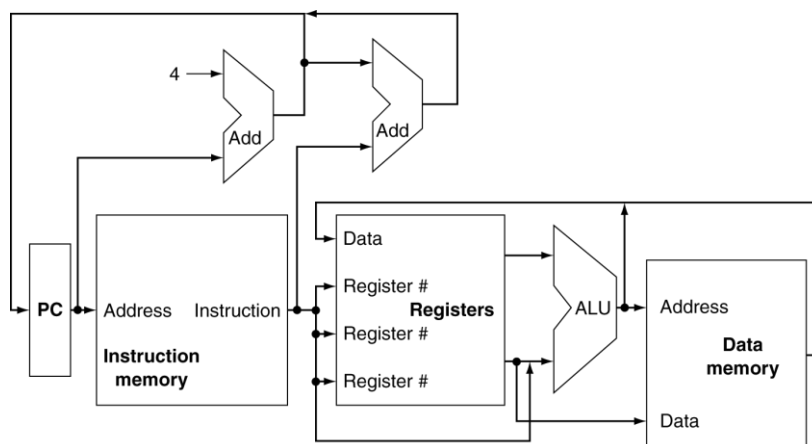 4
Add
Add
Data
Register #
PC
Address
Instruction
Registers
ALU
Address
Instruction
memory
Register #
Data
memory
Register #
Data